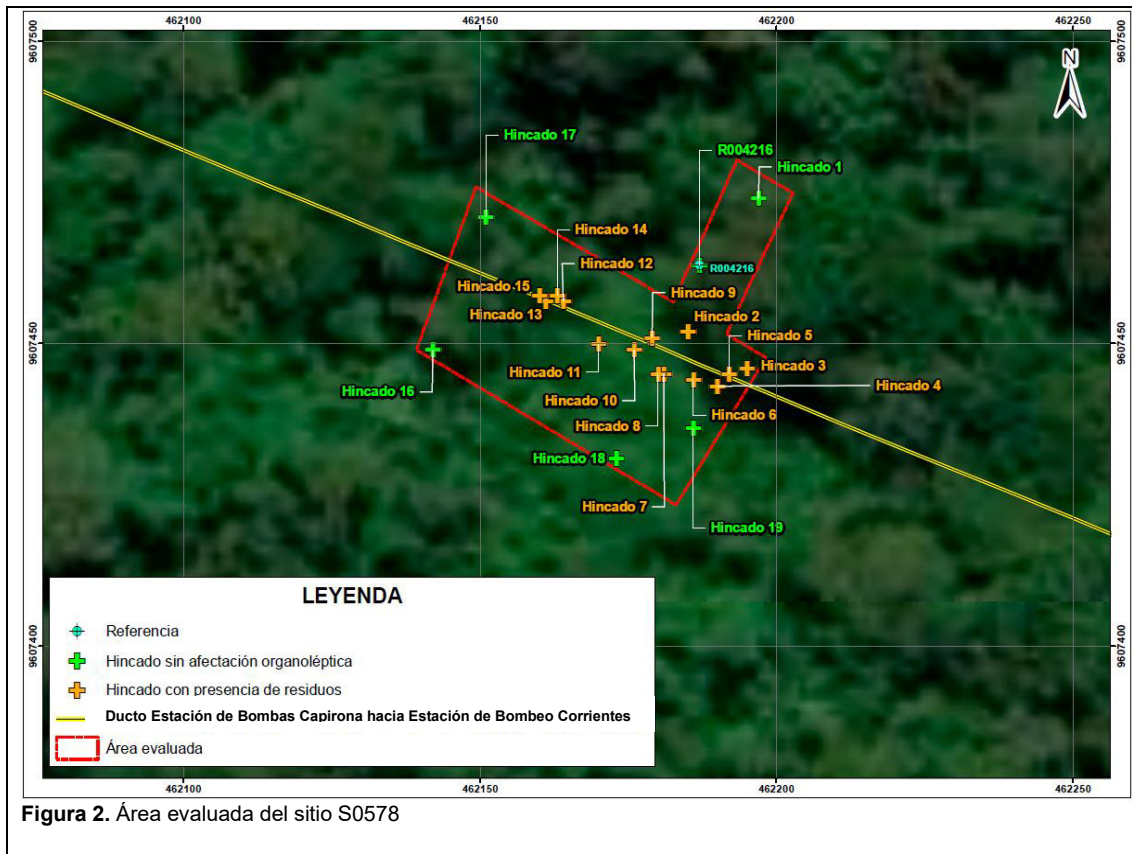 462100
462150
462200
462250
9607500
9607500
N
Hincado 17
R004216
Hincado 1
Hincado 14
R004216
Hincado 12
Hincado 9
Hincado 15
Hincado 2
Hincado 13
Hincado 5
9607450
9607450
Hincado 3
Hincado 11
Hincado 4
Hincado 16
Hincado 10
Hincado 6
Hincado 8
Hincado 18
Hincado 7
Hincado 19
LEYENDA
Referencia
9607400
9607400
Hincado sin afectación organoléptica
Hincado con presencia de residuos
Ducto Estación de Bombas Capirona hacia Estación de Bombeo Corrientes
Área evaluada
462100
462150
462200
462250
Figura 2. Área evaluada del sitio S0578